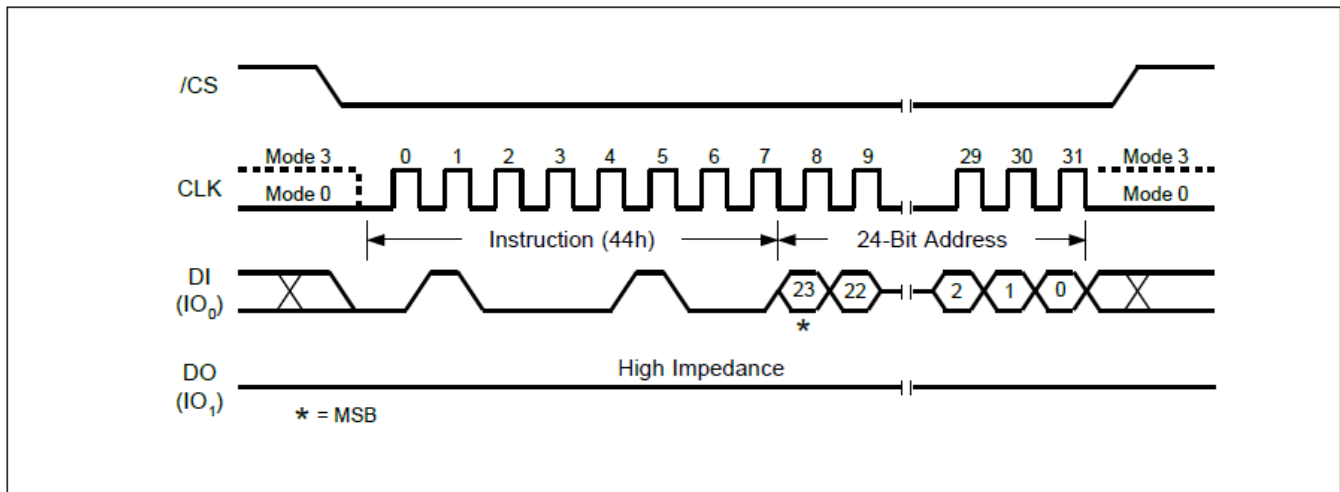 /CS
Mode 3 0 1 2 3 4 5 6 7 8 9 29 30 31 Mode 3
CLK
Mode 0 Mode 0
Instruction (44h) 24-Bit Address
DI
(IO0)
23 22 2 1 0
*
DO
(IO1)
High Impedance
* = MSB